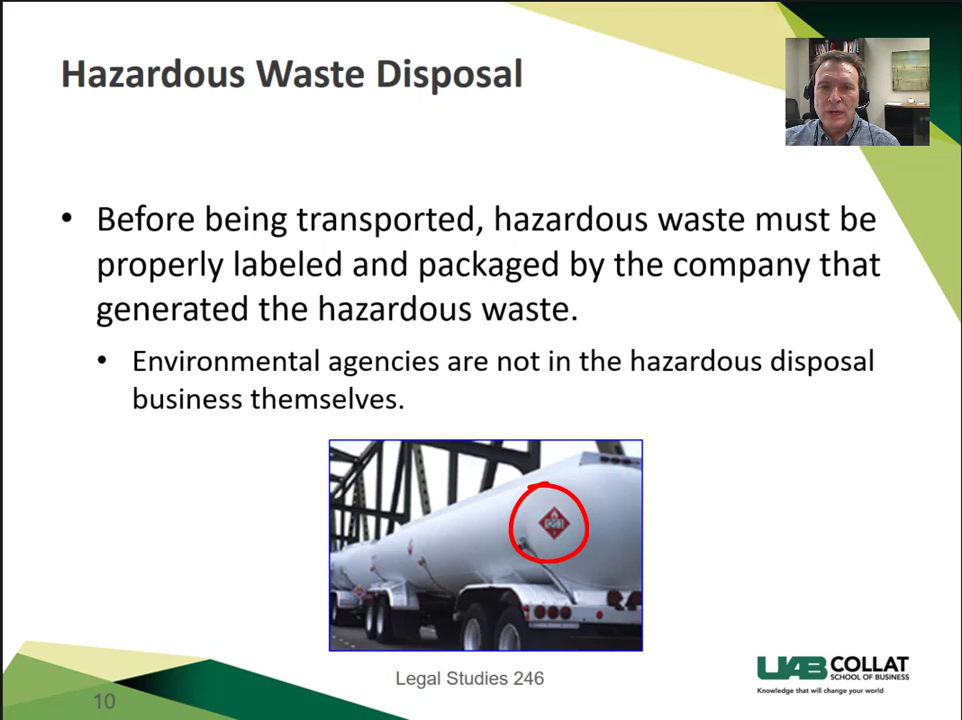 Hazardous Waste Disposal
• Before being transported, hazardous waste must be
properly labeled and packaged by the company that
generated the hazardous waste.
• Environmental agencies are not in the hazardous disposal
business themselves.
Legal Studies 246
UAB COLLAT
SCHOOL OF BUSINESS
Knowledge that will change your world
10